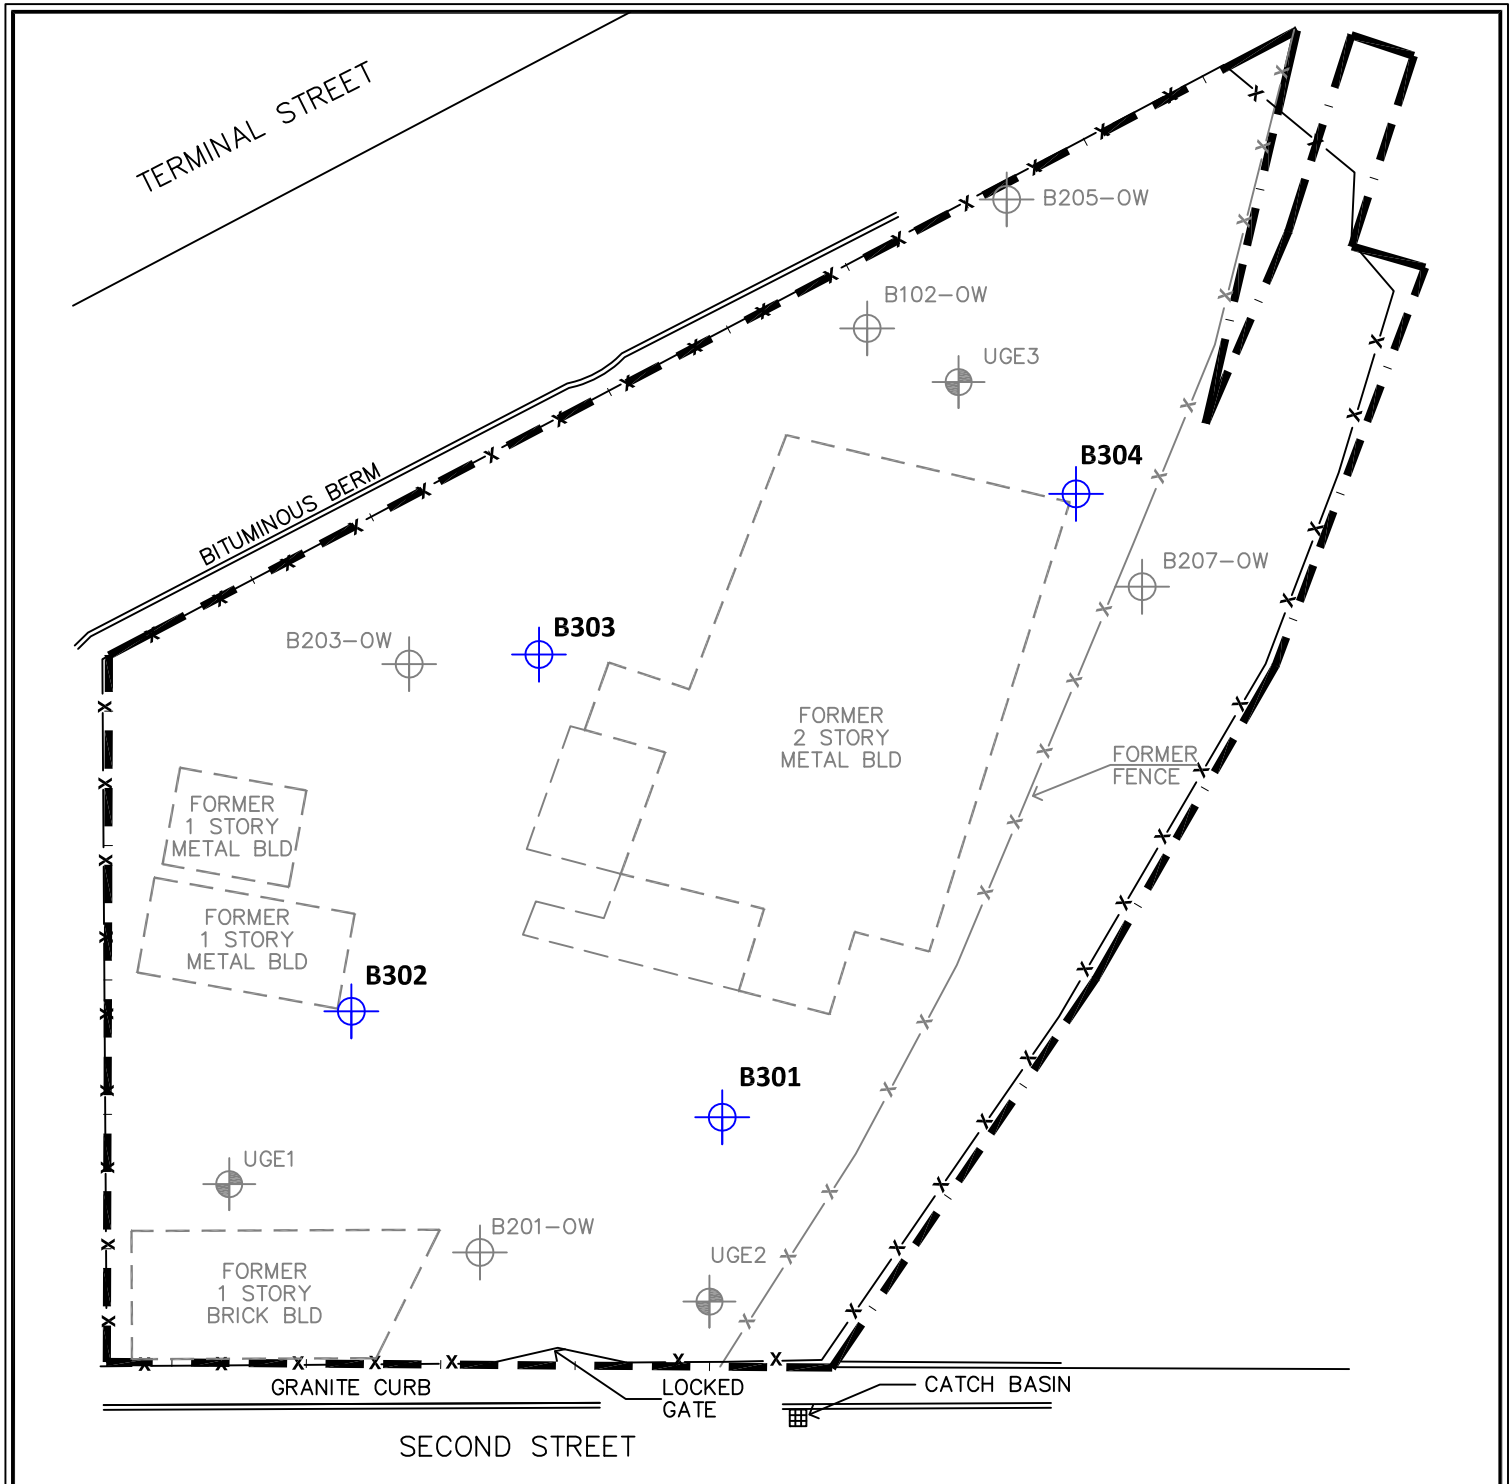 TERMINAL STREET
B205-OW
B102-OW
UGE3
B304
BITUMINOUS BERM
B207-OW
B303
B203-OW
FORMER
2 STORY
METAL BLD
FORMER
FENCE
FORMER
1 STORY
METAL BLD
FORMER
1 STORY
METAL BLD
B302
B301
UGE1
B201-OW
UGE2
FORMER
1 STORY
BRICK BLD
GRANITE CURB
LOCKED
GATE
CATCH BASIN
SECOND STREET